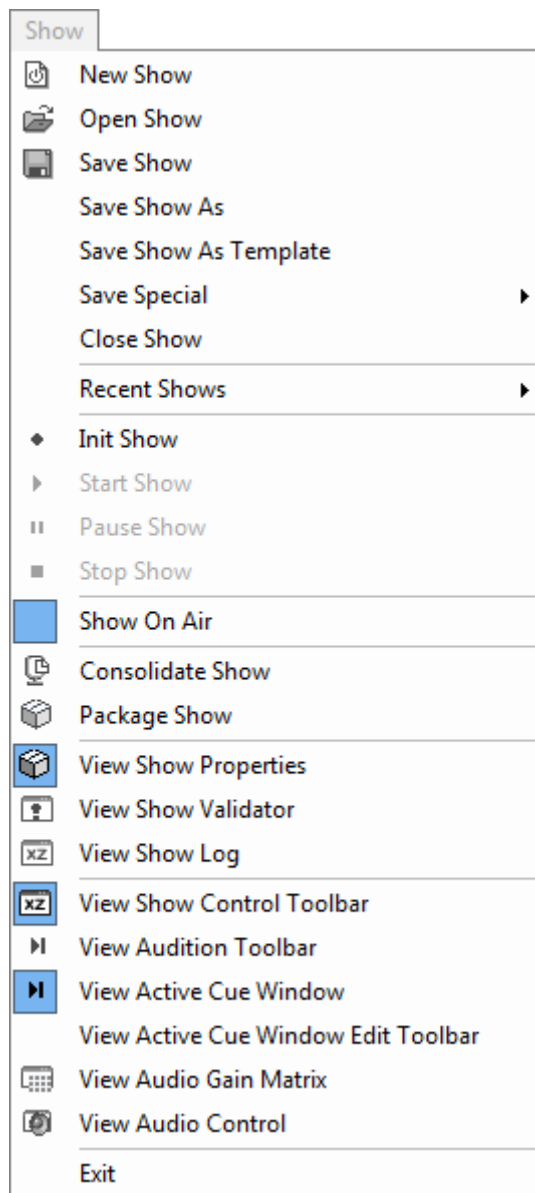 Show
New Show
Open Show
Save Show
Save Show As
Save Show As Template
Save Special
Close Show
Recent Shows
Init Show
Start Show
Pause Show
Stop Show
Show On Air
Consolidate Show
Package Show
View Show Properties
View Show Validator
xz View Show Log
xz View Show Control Toolbar
View Audition Toolbar
View Active Cue Window
View Active Cue Window Edit Toolbar
View Audio Gain Matrix
View Audio Control
Exit